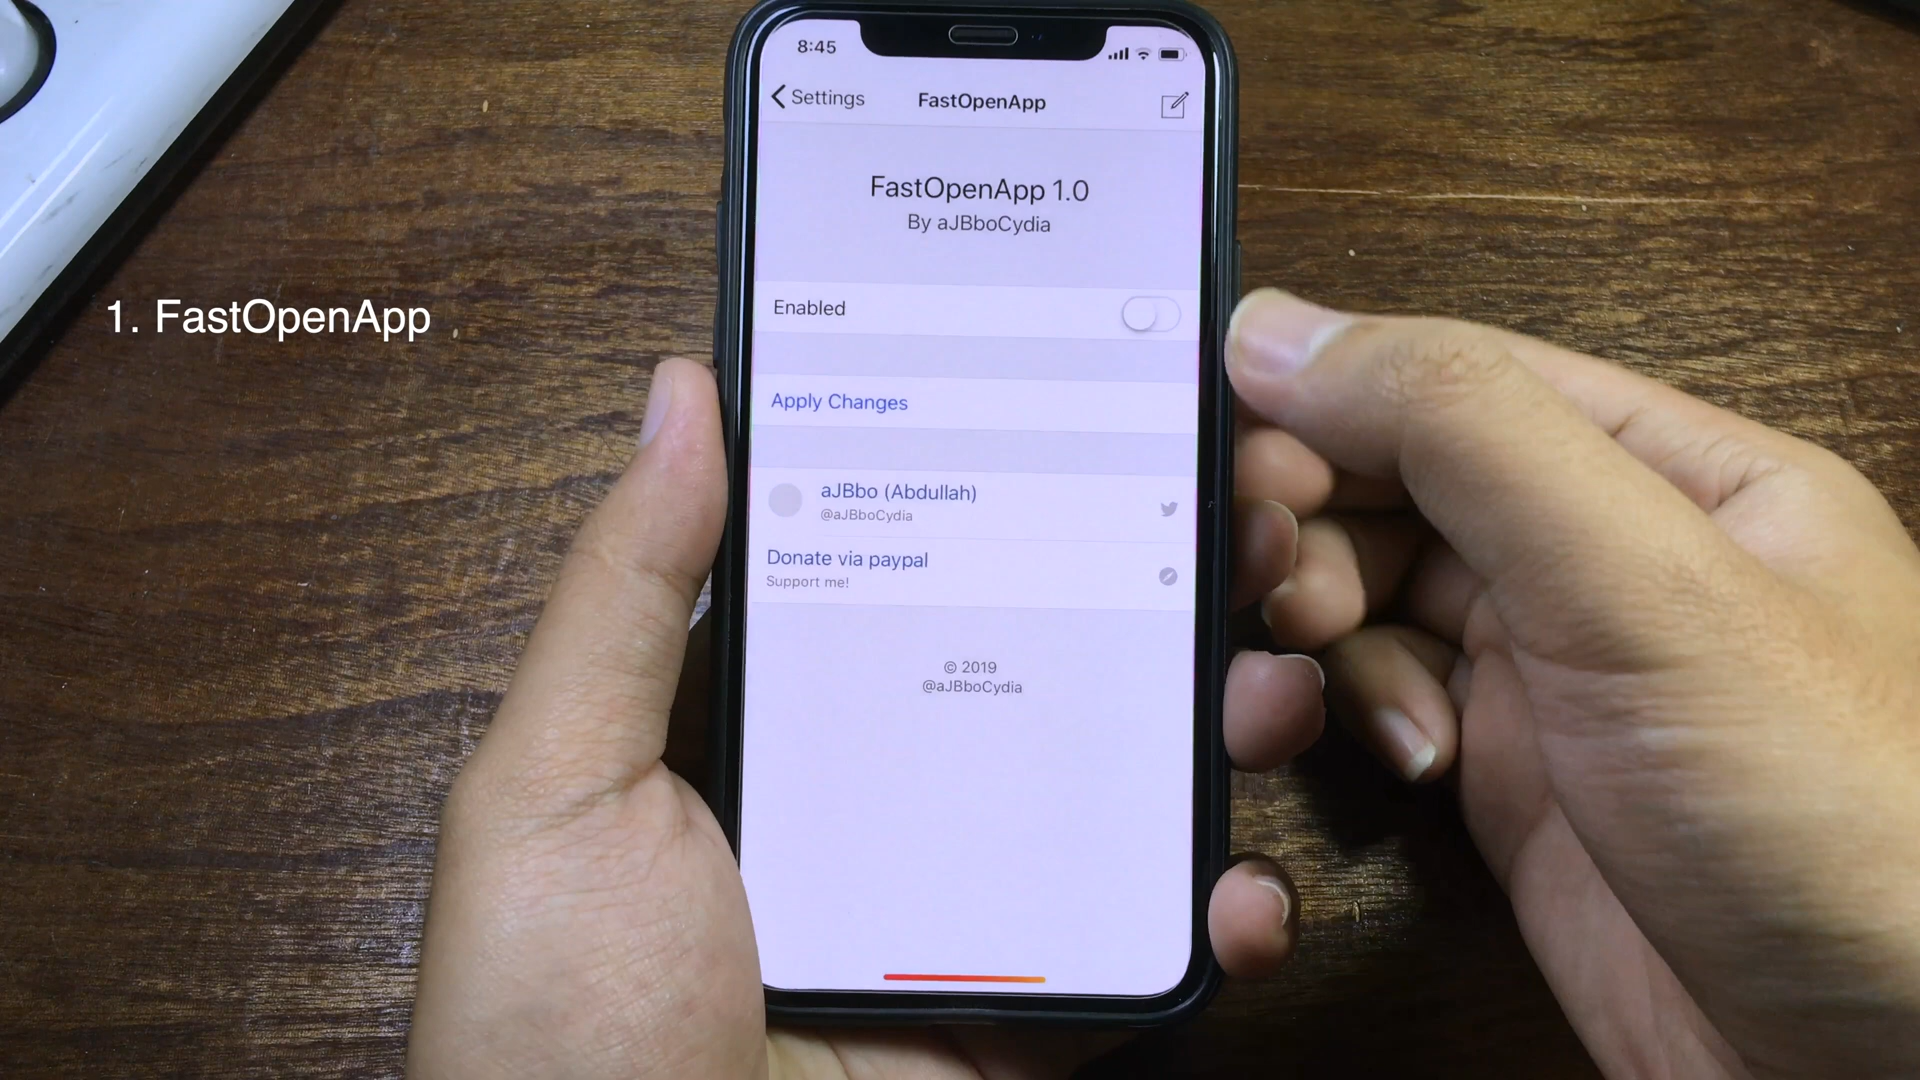 8:45
Settings
FastOpenApp
FastOpenApp 1.0
By aJBboCydia
Enabled
1. FastOpenApp
Apply Changes
aJBbo (Abdullah)
@aJBboCydia
Donate via paypal
Support me!
© 2019
@aJBboCydia